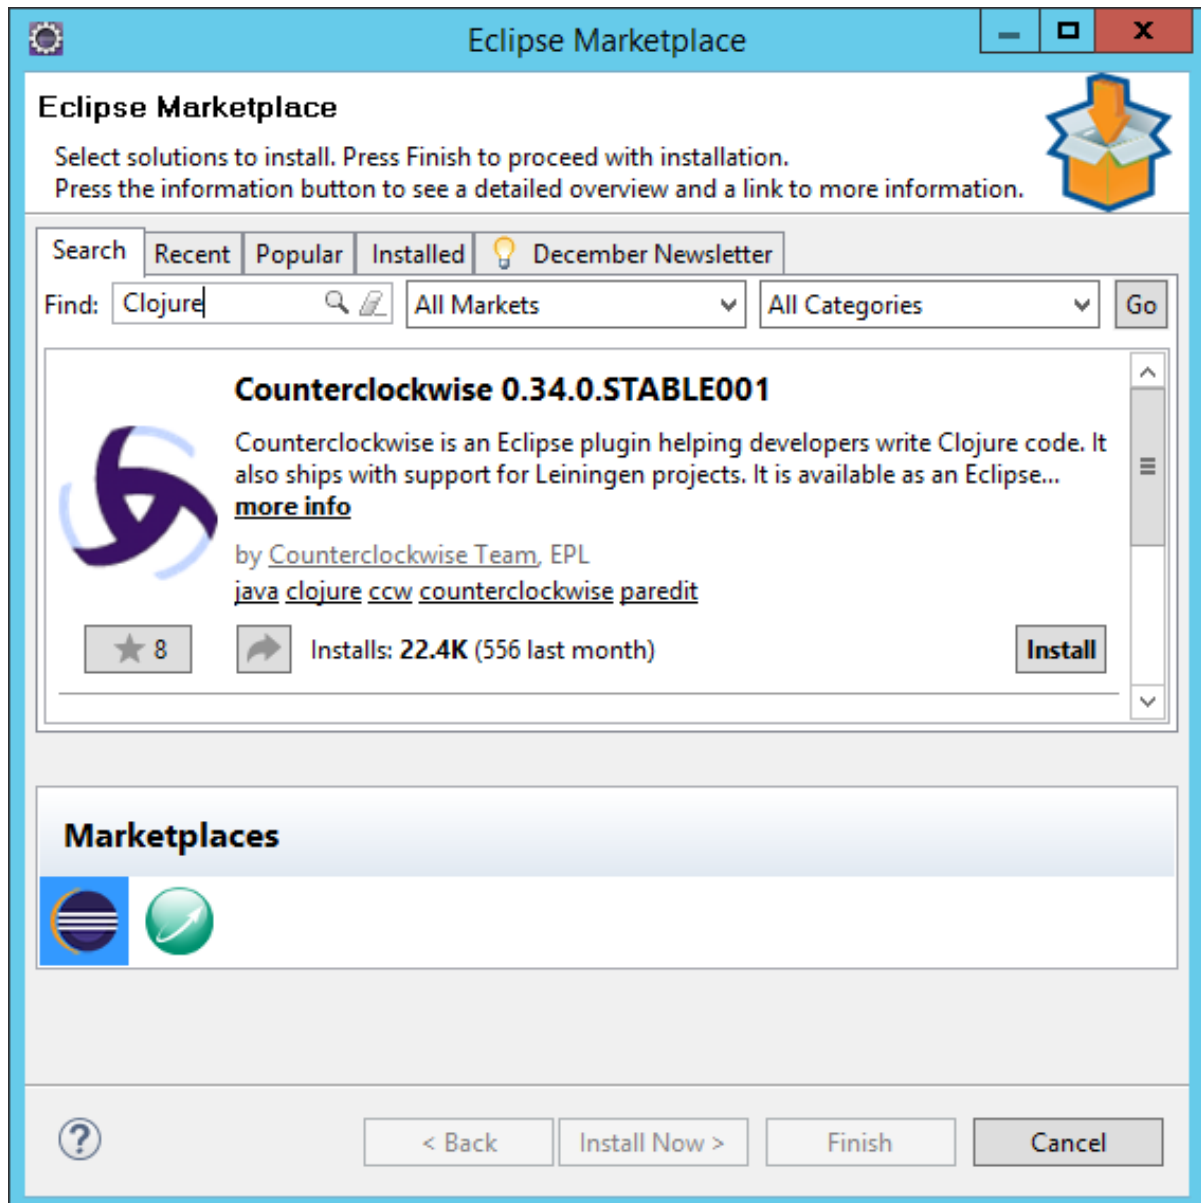 Eclipse Marketplace
Eclipse Marketplace
Select solutions to install. Press Finish to proceed with installation.
Press the information button to see a detailed overview and a link to more information.
Search Recent Popular Installed December Newsletter
Find: Clojure All Markets All Categories Go
Counterclockwise 0.34.0.STABLE001
Counterclockwise is an Eclipse plugin helping developers write Clojure code. It
also ships with support for Leiningen projects. It is available as an Eclipse...
more info
by Counterclockwise Team, EPL
java clojure ccw counterclockwise paredit
8 Installs: 22.4K (556 last month) Install
Marketplaces
? < Back Install Now > Finish Cancel